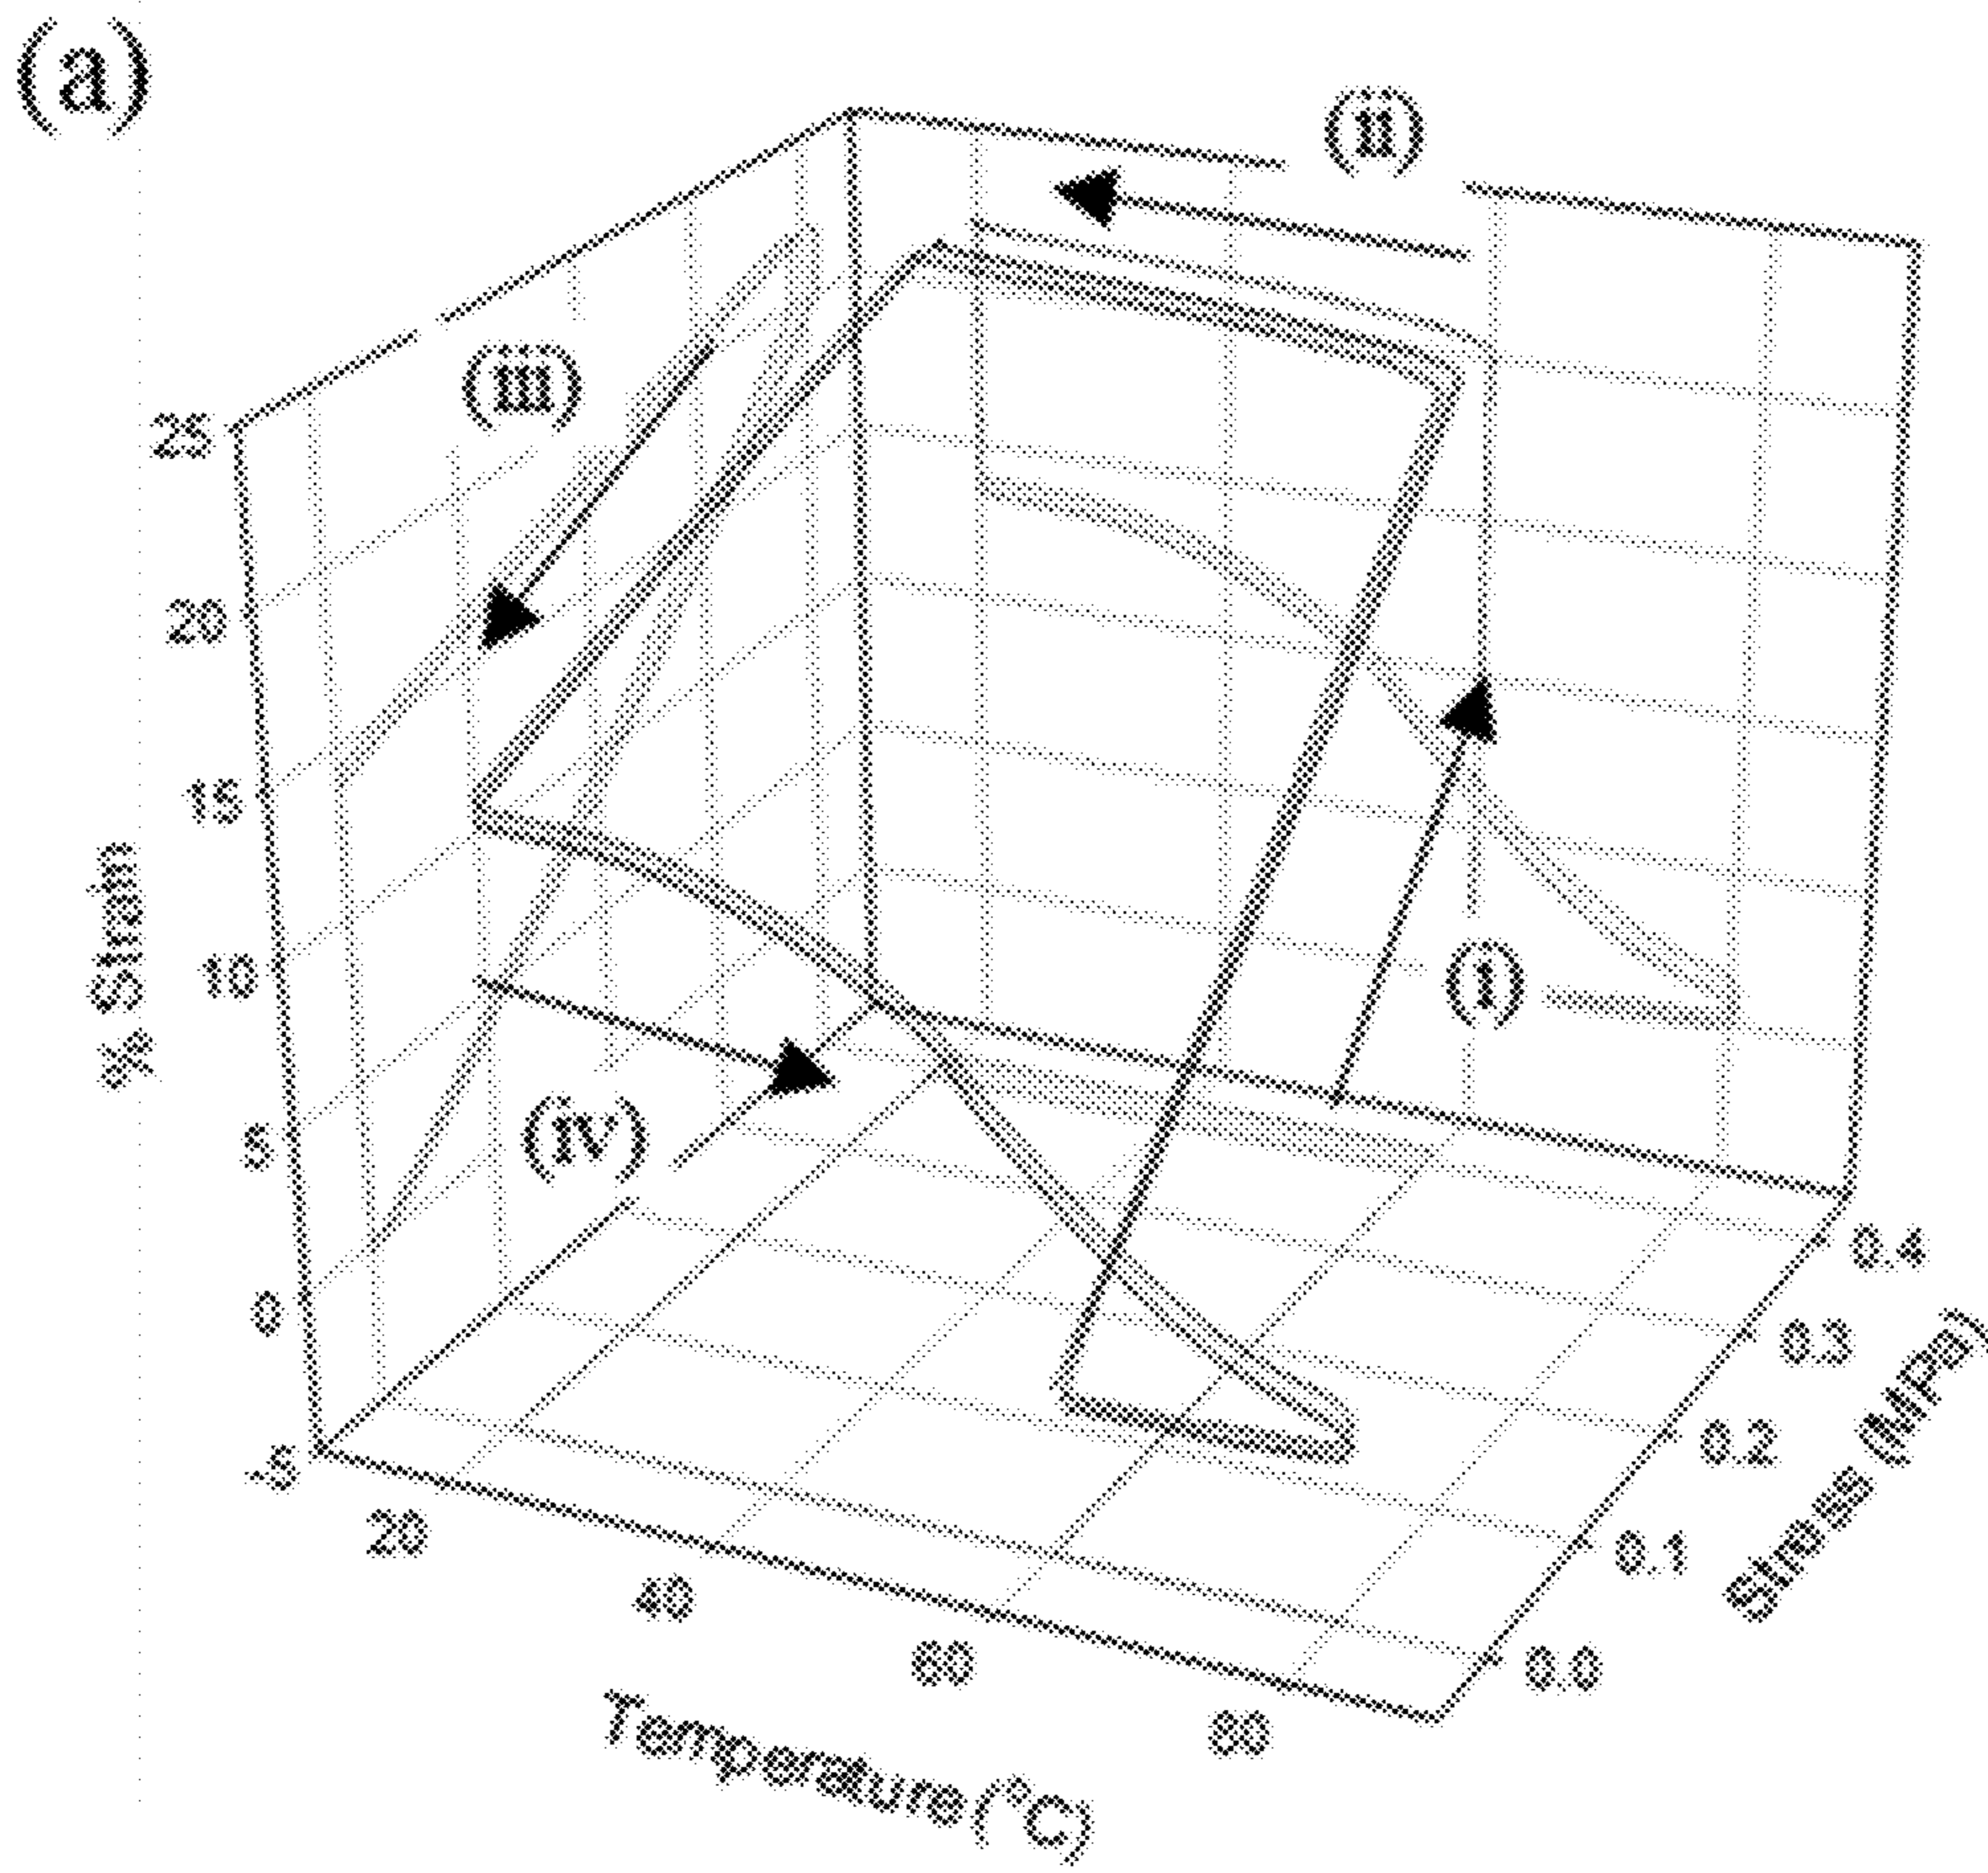 (a)
(ii)
(iii)
25
20
15
10
5
0
-5
% Strain
(i)
(iv)
0.4
0.3
0.2
0.1
0.0
Stress (MPa)
20
40
60
80
Temperature (°C)